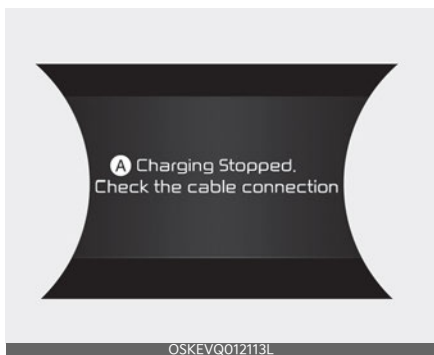 A Charging Stopped.
Check the cable connection
OSKEVQ012113L